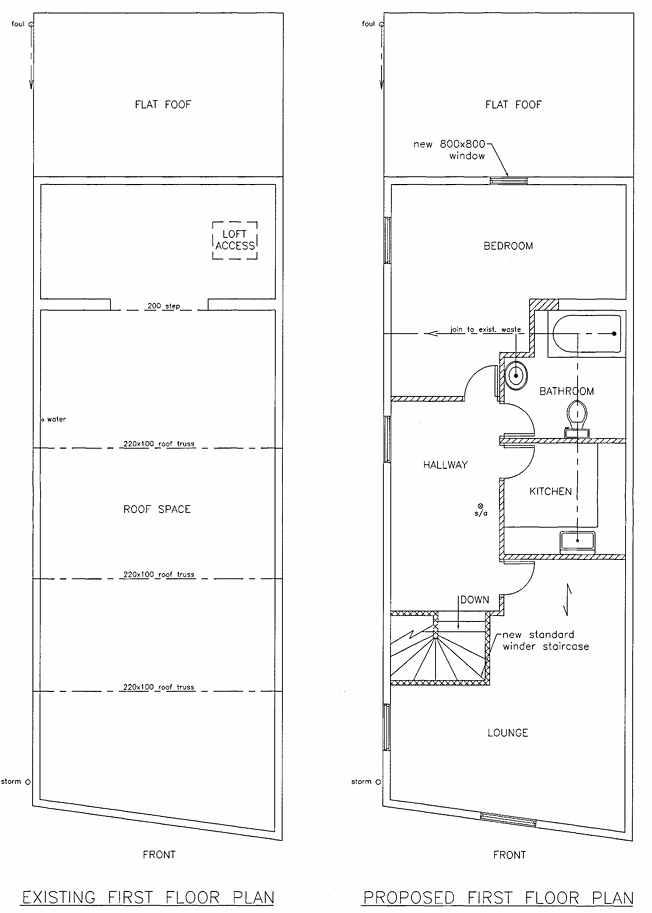 foul
FLAT FOOF
LOFT
ACCESS
200 step
water
220x100 roof truss
ROOF SPACE
220x100 roof truss
220x100 roof truss
storm
FRONT
EXISTING FIRST FLOOR PLAN
foul
FLAT FOOF
new 800x800
window
BEDROOM
join to exist. waste
BATHROOM
HALLWAY
KITCHEN
s/a
DOWN
new standard
winder staircase
LOUNGE
storm
FRONT
PROPOSED FIRST FLOOR PLAN